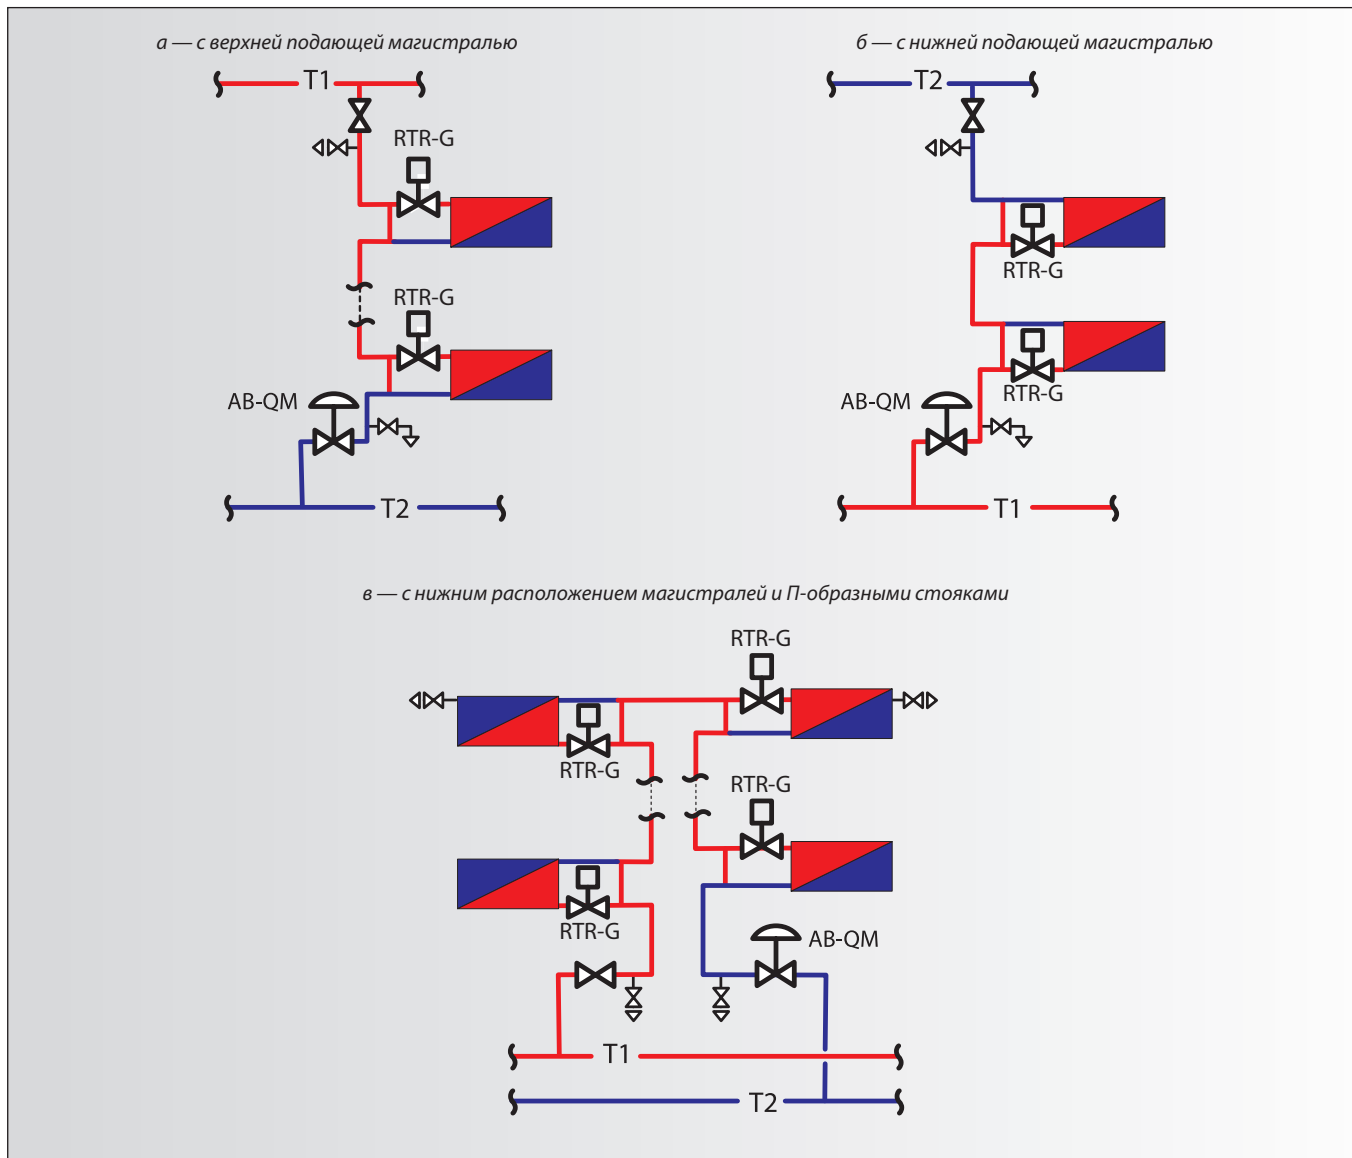 а — с верхней подающей магистралью
T1
RTR-G
RTR-G
AB-QM
T2
б — с нижней подающей магистралью
T2
RTR-G
RTR-G
AB-QM
T1
в — с нижним расположением магистралей и П-образными стояками
RTR-G
RTR-G
RTR-G
RTR-G
AB-QM
T1
T2